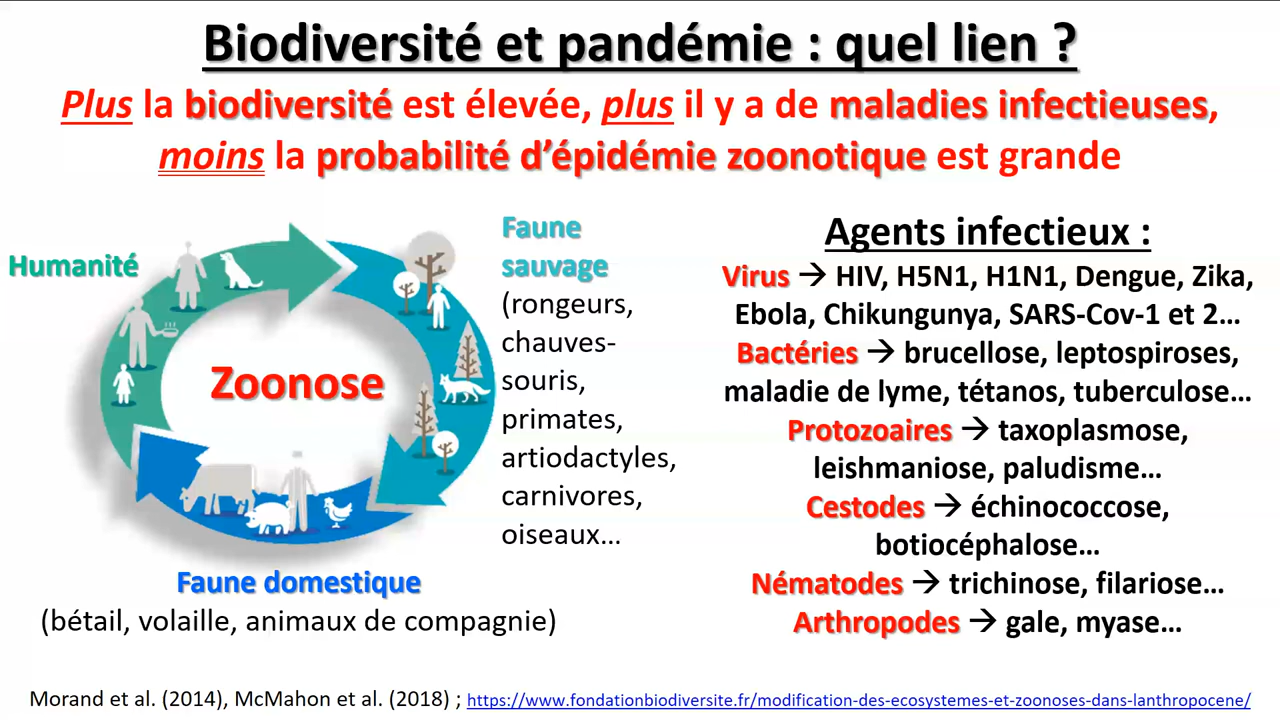 Biodiversité et pandémie : quel lien ?
Plus la biodiversité est élevée, plus il y a de maladies infectieuses,
moins la probabilité d’épidémie zoonotique est grande
Humanité
Zoonose
Faune
sauvage
(rongeurs,
chauves-
souris,
primates,
artiodactyles,
carnivores,
oiseaux…
Faune domestique
(bétail, volaille, animaux de compagnie)
Agents infectieux :
Virus → HIV, H5N1, H1N1, Dengue, Zika,
Ebola, Chikungunya, SARS-Cov-1 et 2…
Bactéries → brucellose, leptospiroses,
maladie de lyme, tétanos, tuberculose…
Protozoaires → taxoplasmose,
leishmaniose, paludisme…
Cestodes → échinococcose,
botiocéphalose…
Nématodes → trichinose, filariose…
Arthropodes → gale, myase…
Morand et al. (2014), McMahon et al. (2018) ; https://www.fondationbiodiversite.fr/modification-des-ecosystemes-et-zoonoses-dans-lanthropocene/